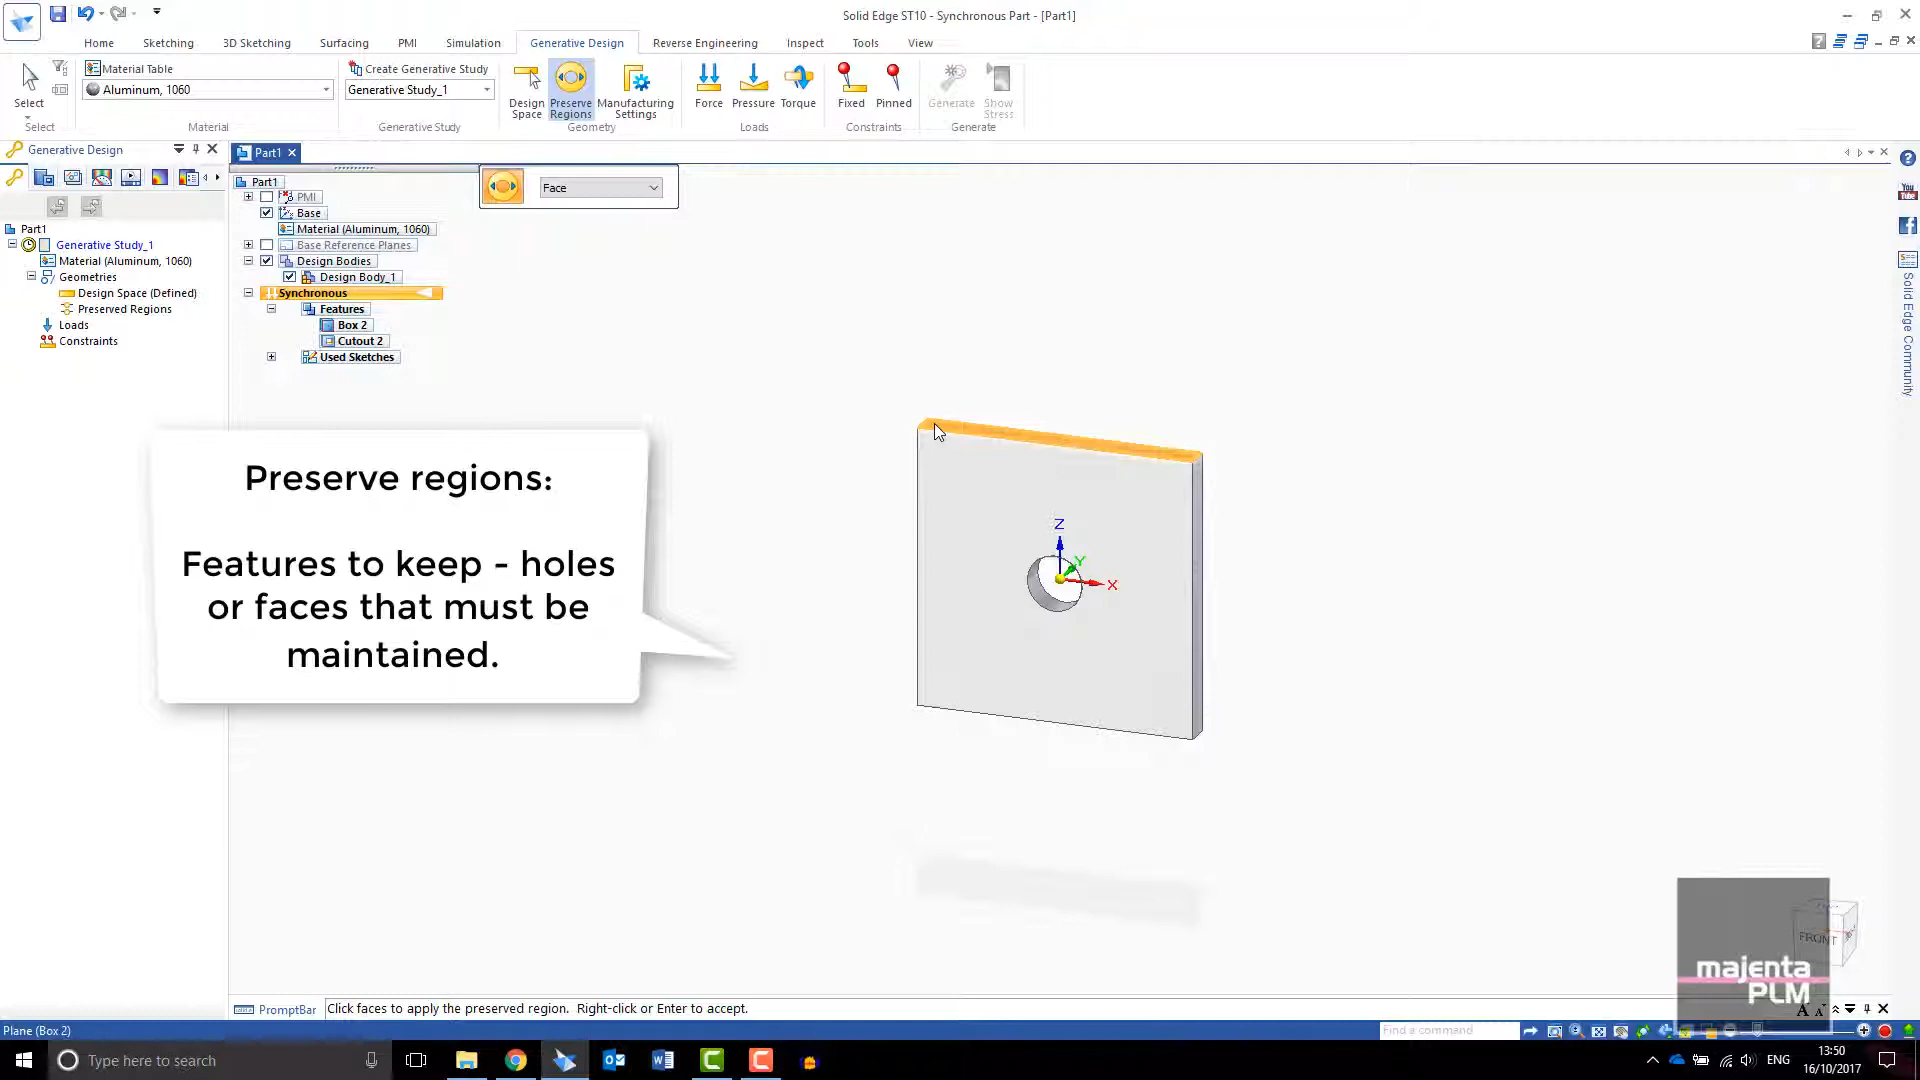 Solid Edge ST10 - Synchronous Part - [Part1]
Home
Sketching
3D Sketching
Surfacing
PMI
Simulation
Generative Design
Reverse Engineering
Inspect
Tools
View
Select
Select
Material Table
Aluminum, 1060
Material
Create Generative Study
Generative Study_1
Generative Study
Design
Space
Preserve
Regions
Manufacturing
Settings
Geometry
Force
Pressure
Torque
Loads
Fixed
Pinned
Constraints
Generate
Show
Stress
Generate
Generative Design
Part1
Generative Study_1
Material (Aluminum, 1060)
Geometries
Design Space (Defined)
Preserved Regions
Loads
Constraints
Part1
Part1
PMI
Base
Material (Aluminum, 1060)
Base Reference Planes
Design Bodies
Design Body_1
Synchronous
Features
Box 2
Cutout 2
Used Sketches
Face
You
Tube
Solid Edge Community
Preserve regions:
Features to keep - holes
or faces that must be
maintained.
Z
Y
X
FRONT
majenta
PLM
PromptBar
Click faces to apply the preserved region. Right-click or Enter to accept.
Plane (Box 2)
Find a command
Type here to search
ENG
13:50
16/10/2017